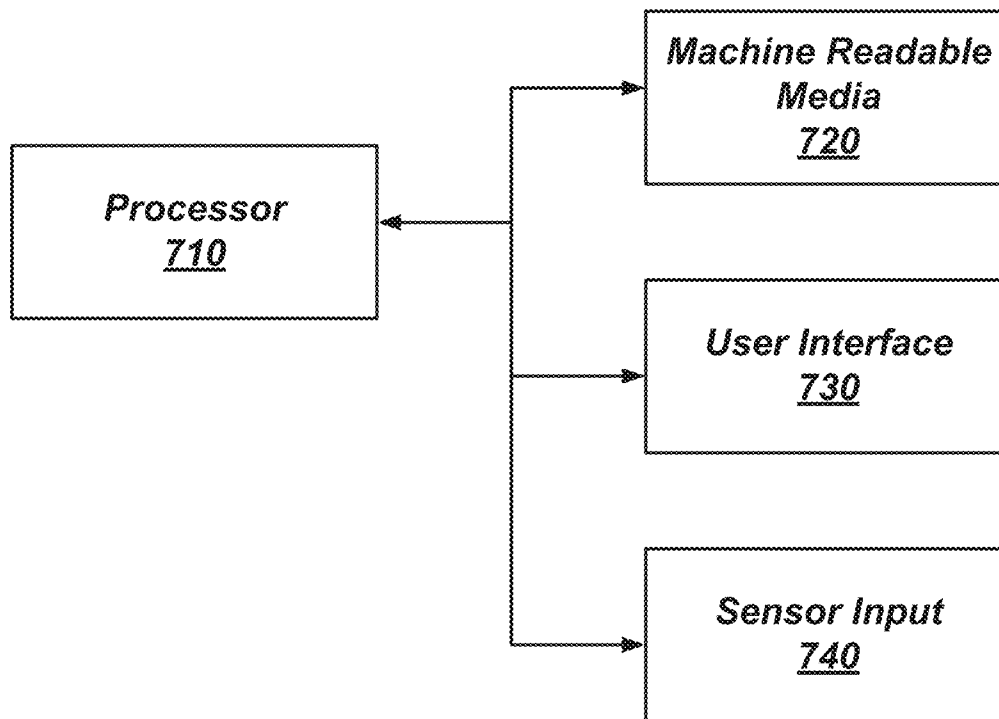 Processor
710
Machine Readable
Media
720
User Interface
730
Sensor Input
740